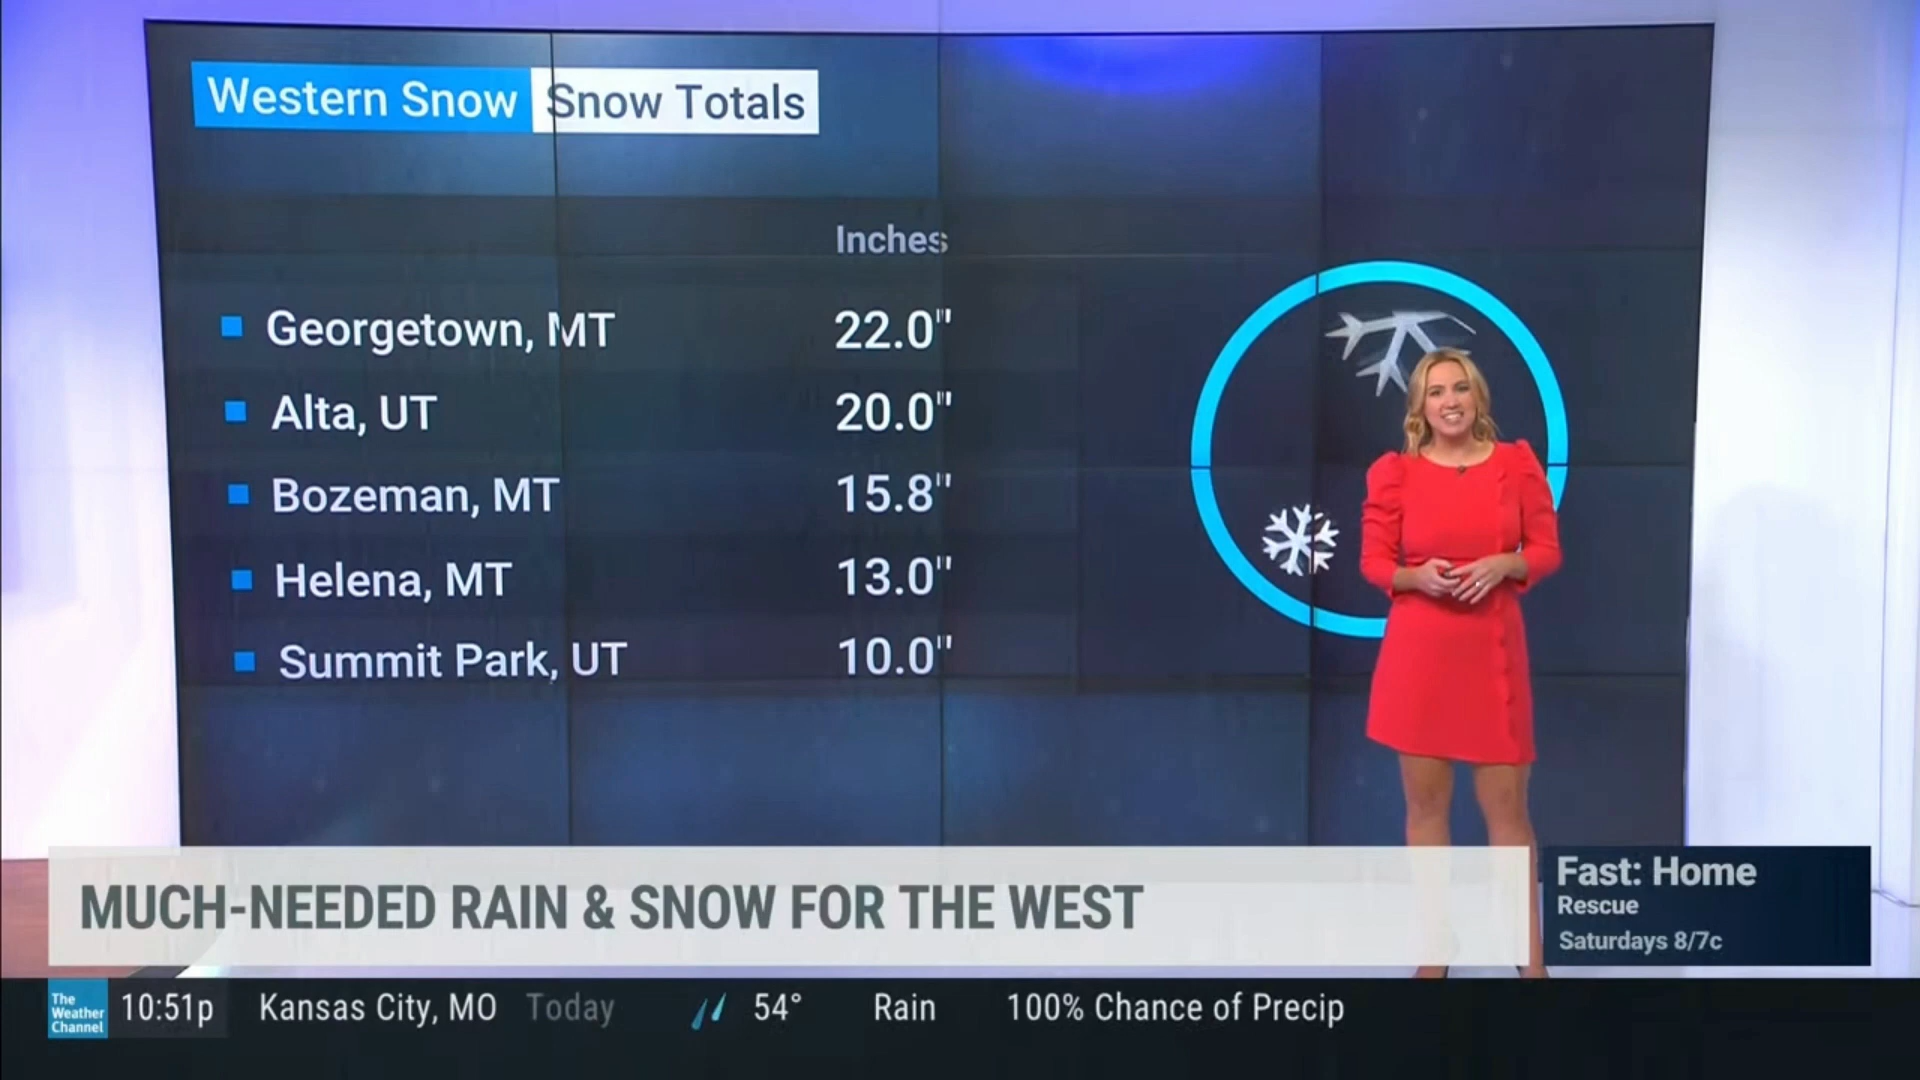 Western Snow Snow Totals
Inches
Georgetown, MT 22.0"
Alta, UT 20.0"
Bozeman, MT 15.8"
Helena, MT 13.0"
Summit Park, UT 10.0"
MUCH-NEEDED RAIN & SNOW FOR THE WEST
Fast: Home
Rescue
Saturdays 8/7c
The
Weather
Channel
10:51p Kansas City, MO Today 54° Rain 100% Chance of Precip